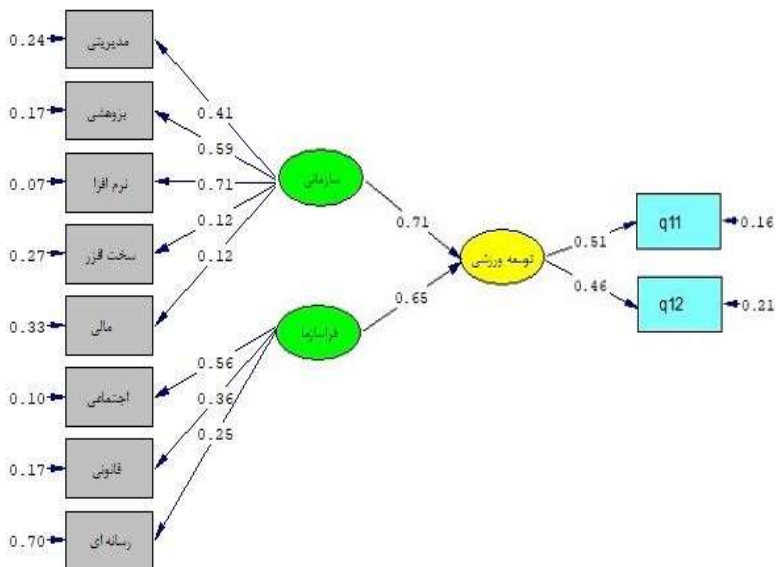 0.24
مدیریتی
0.41
0.17
پژوهشی
0.59
0.07
نرم افزا
0.71
0.27
سخت افزر
0.12
0.33
مالی
0.12
سازمانی
0.71
0.10
اجتماعی
0.56
0.17
قانونی
0.36
0.70
رسانه ای
0.25
فراسازما
0.65
توسعه ورزشی
0.51
q11
0.16
0.46
q12
0.21